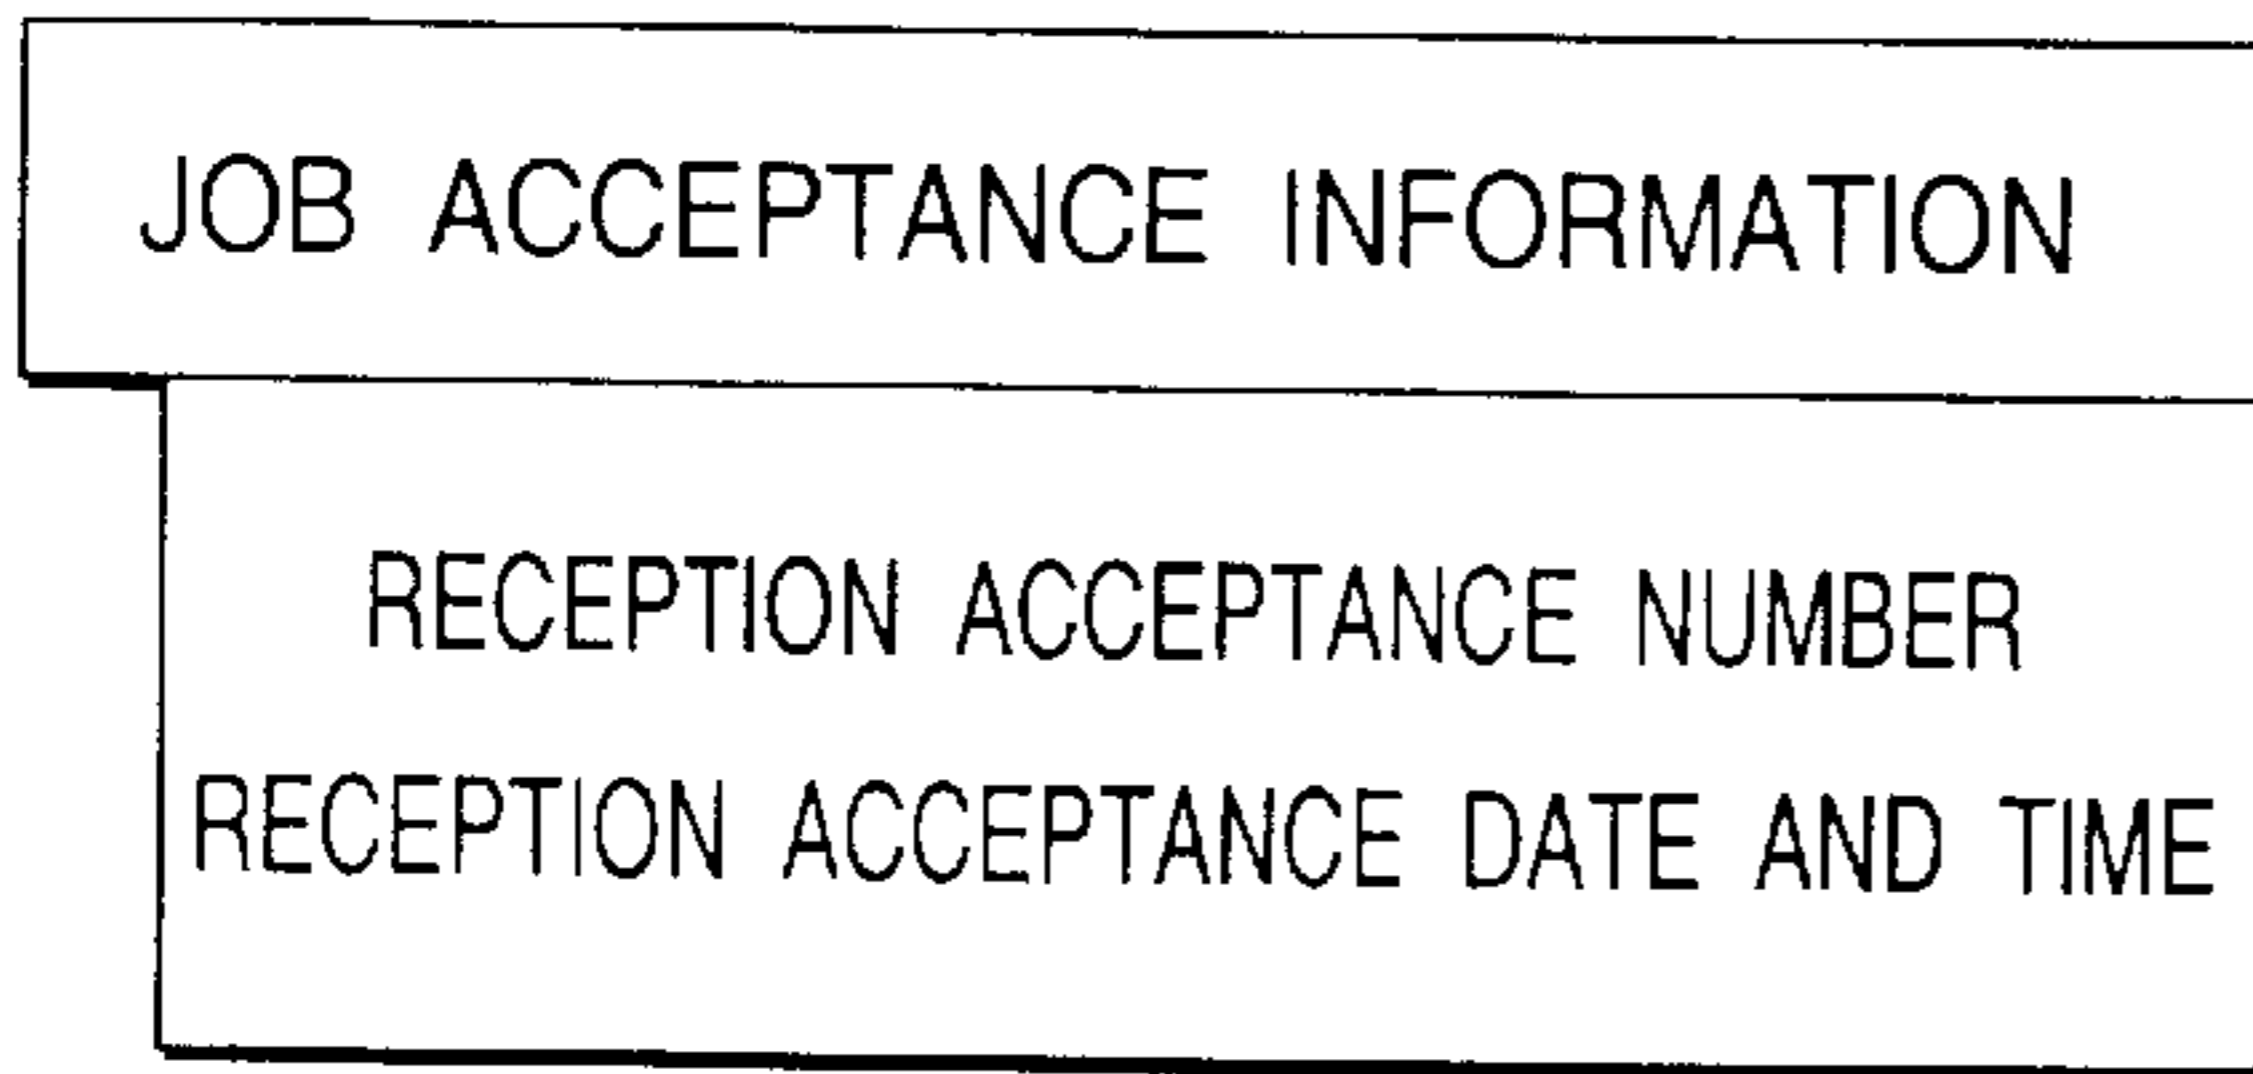 JOB ACCEPTANCE INFORMATION
RECEPTION ACCEPTANCE NUMBER
RECEPTION ACCEPTANCE DATE AND TIME